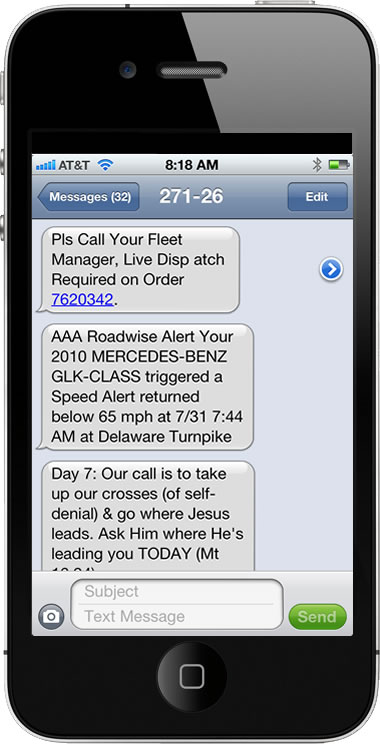 AT&T 8:18 AM
Messages (32) 271-26 Edit
Pls Call Your Fleet
Manager, Live Disp atch
Required on Order
7620342.
AAA Roadwise Alert Your
2010 MERCEDES-BENZ
GLK-CLASS triggered a
Speed Alert returned
below 65 mph at 7/31 7:44
AM at Delaware Turnpike
Day 7: Our call is to take
up our crosses (of self-
denial) & go where Jesus
leads. Ask Him where He's
leading you TODAY (Mt
Subject
Text Message
Send